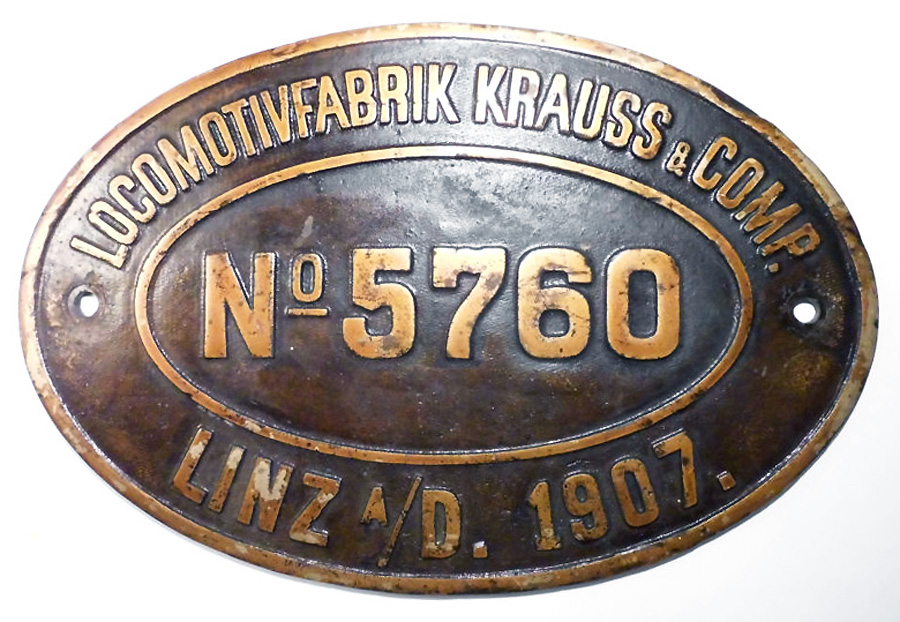 LOCOMOTIVFABRIK KRAUSS & COMP.
Nº 5760
LINZ A/D. 1907.